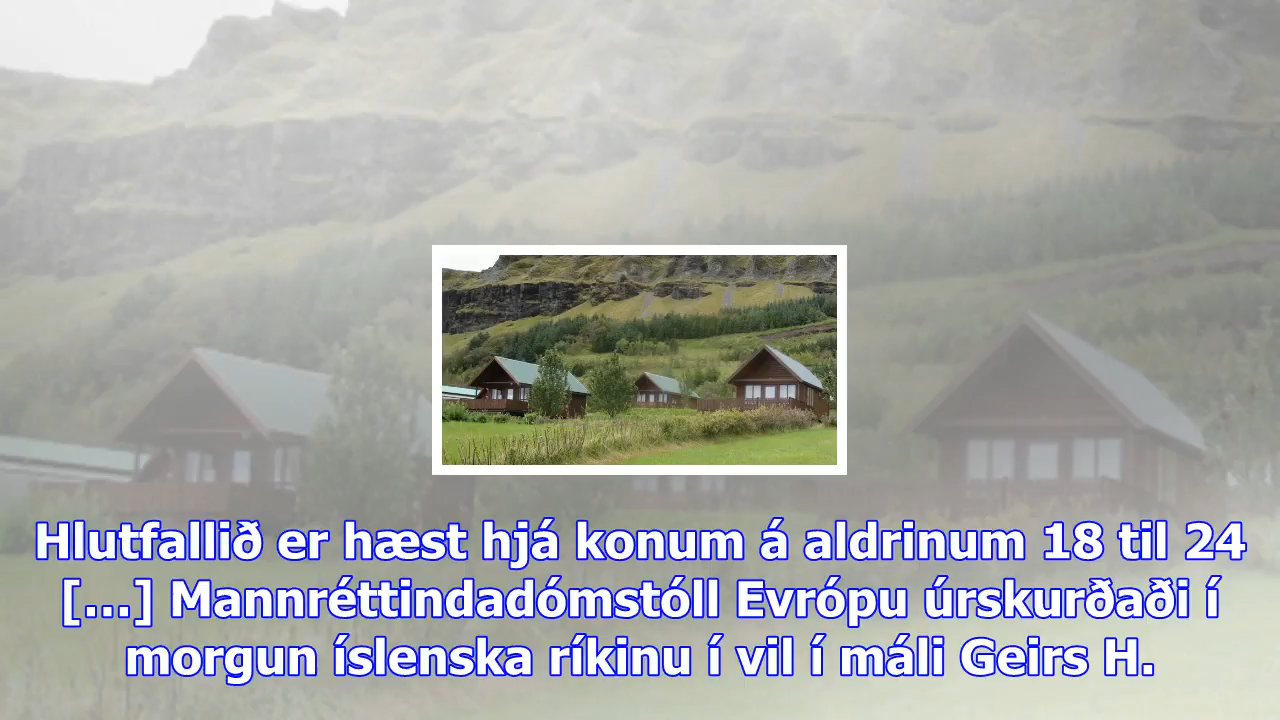 Hlutfallið er hæst hjá konum á aldrinum 18 til 24
[...] Mannréttindadómstóll Evrópu úrskurðaði í
morgun íslenska ríkinu í vil í máli Geirs H.